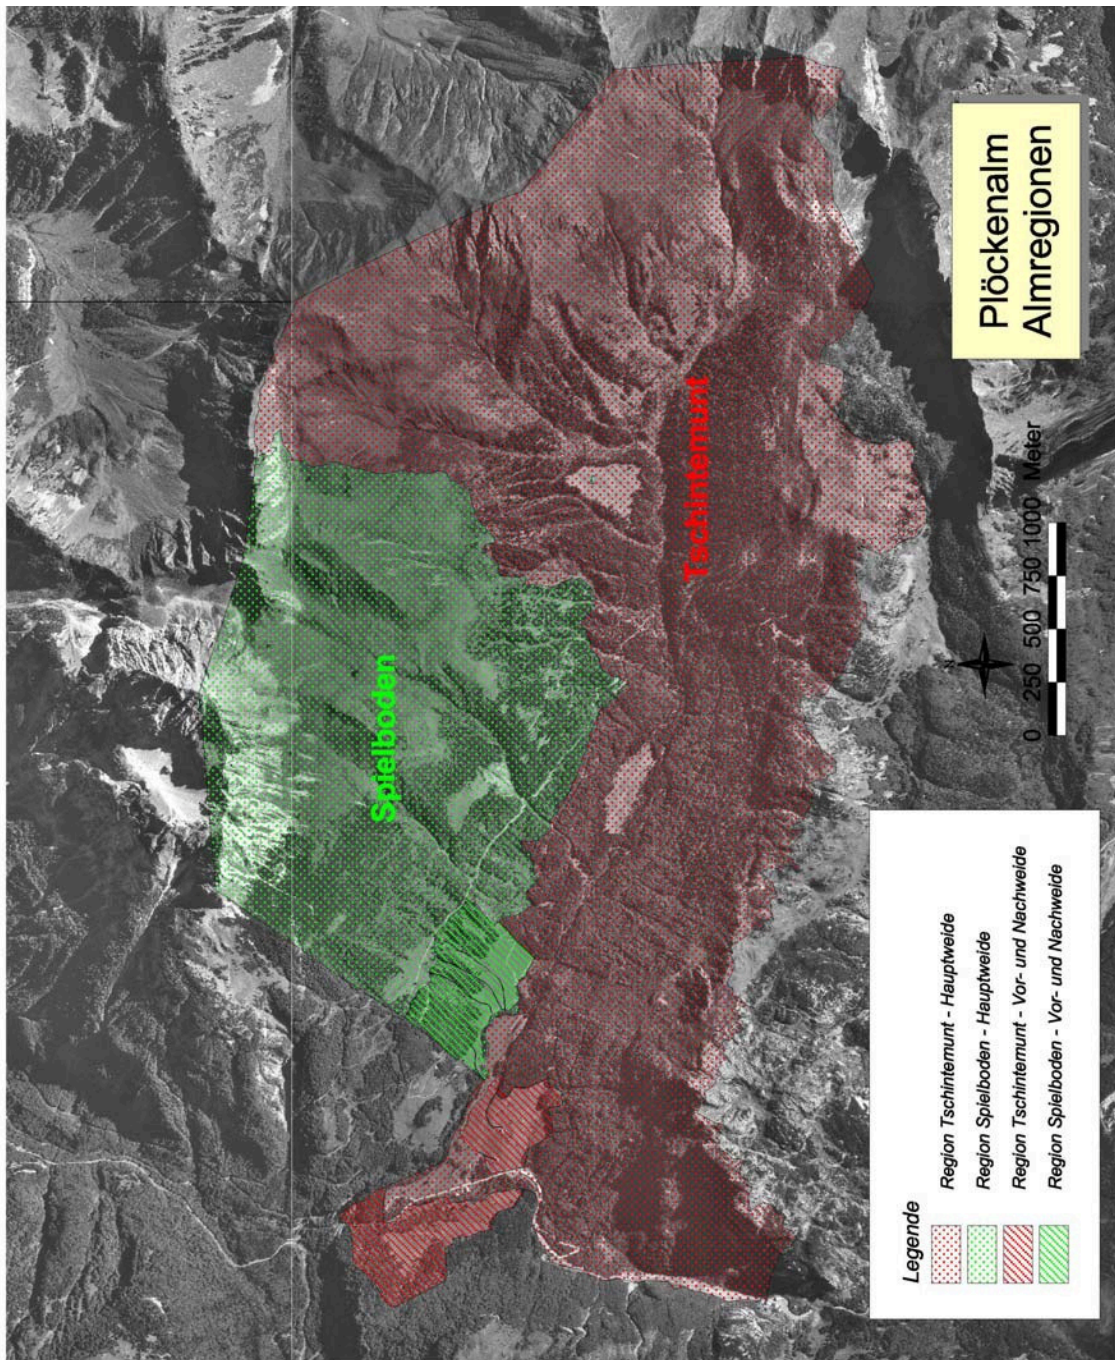 Plöckenalm
Almregionen
Spielboden
Tschintemunt
N
0 250 500 750 1000 Meter
Legende
Region Tschintemunt - Hauptweide
Region Spielboden - Hauptweide
Region Tschintemunt - Vor- und Nachweide
Region Spielboden - Vor- und Nachweide